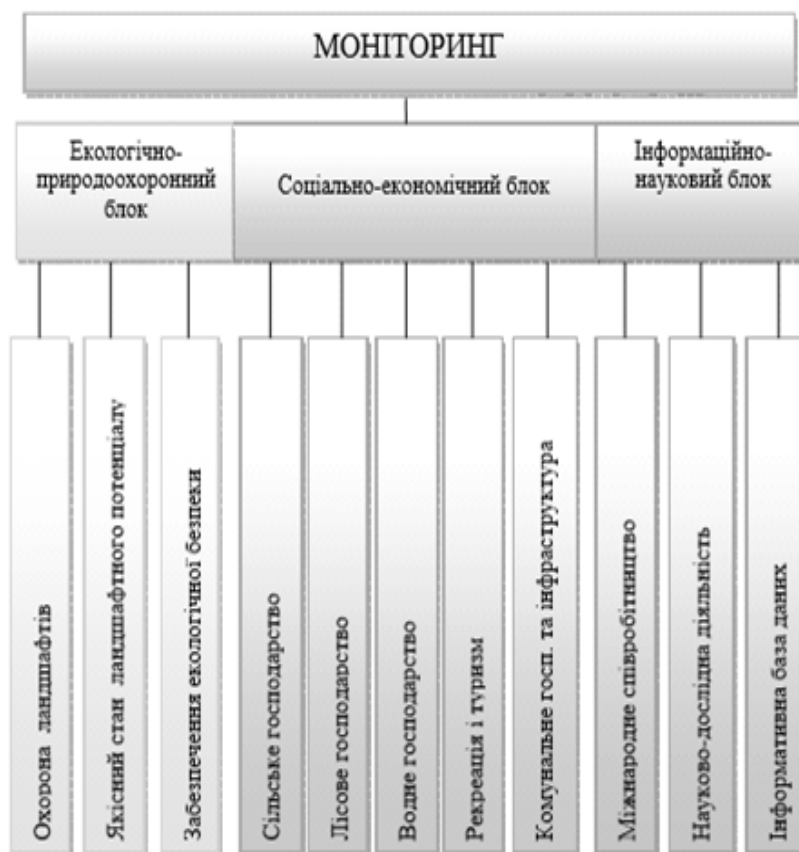 МОНІТОРИНГ
Екологічно-
природоохоронний
блок
Соціально-економічний блок
Інформаційно-
науковий блок
Охорона ландшафтів
Якісний стан ландшафтного потенціалу
Забезпечення екологічної безпеки
Сільське господарство
Лісове господарство
Водне господарство
Рекреація і туризм
Комунальне госп. та інфраструктура
Міжнародне співробітництво
Науково-дослідна діяльність
Інформативна база даних